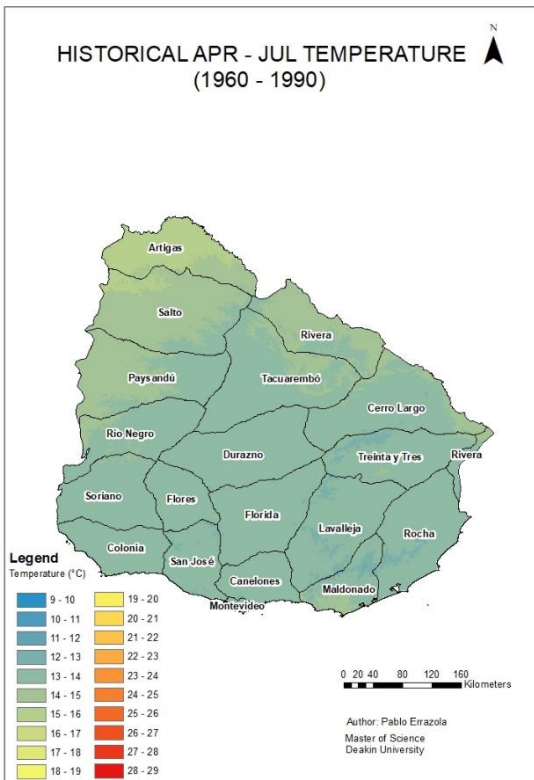 HISTORICAL APR - JUL TEMPERATURE
(1960 - 1990)
N
Artigas
Salto
Rivera
Paysandú
Tacuarembó
Cerro Largo
Río Negro
Durazno
Treinta y Tres
Rivera
Soriano
Flores
Florida
Lavalleja
Rocha
Colonia
San José
Canelones
Maldonado
Montevideo
Legend
Temperature (°C)
9 - 10
10 - 11
11 - 12
12 - 13
13 - 14
14 - 15
15 - 16
16 - 17
17 - 18
18 - 19
19 - 20
20 - 21
21 - 22
22 - 23
23 - 24
24 - 25
25 - 26
26 - 27
27 - 28
28 - 29
0 20 40 80 120 160
Kilometers
Author: Pablo Errazola
Master of Science
Deakin University